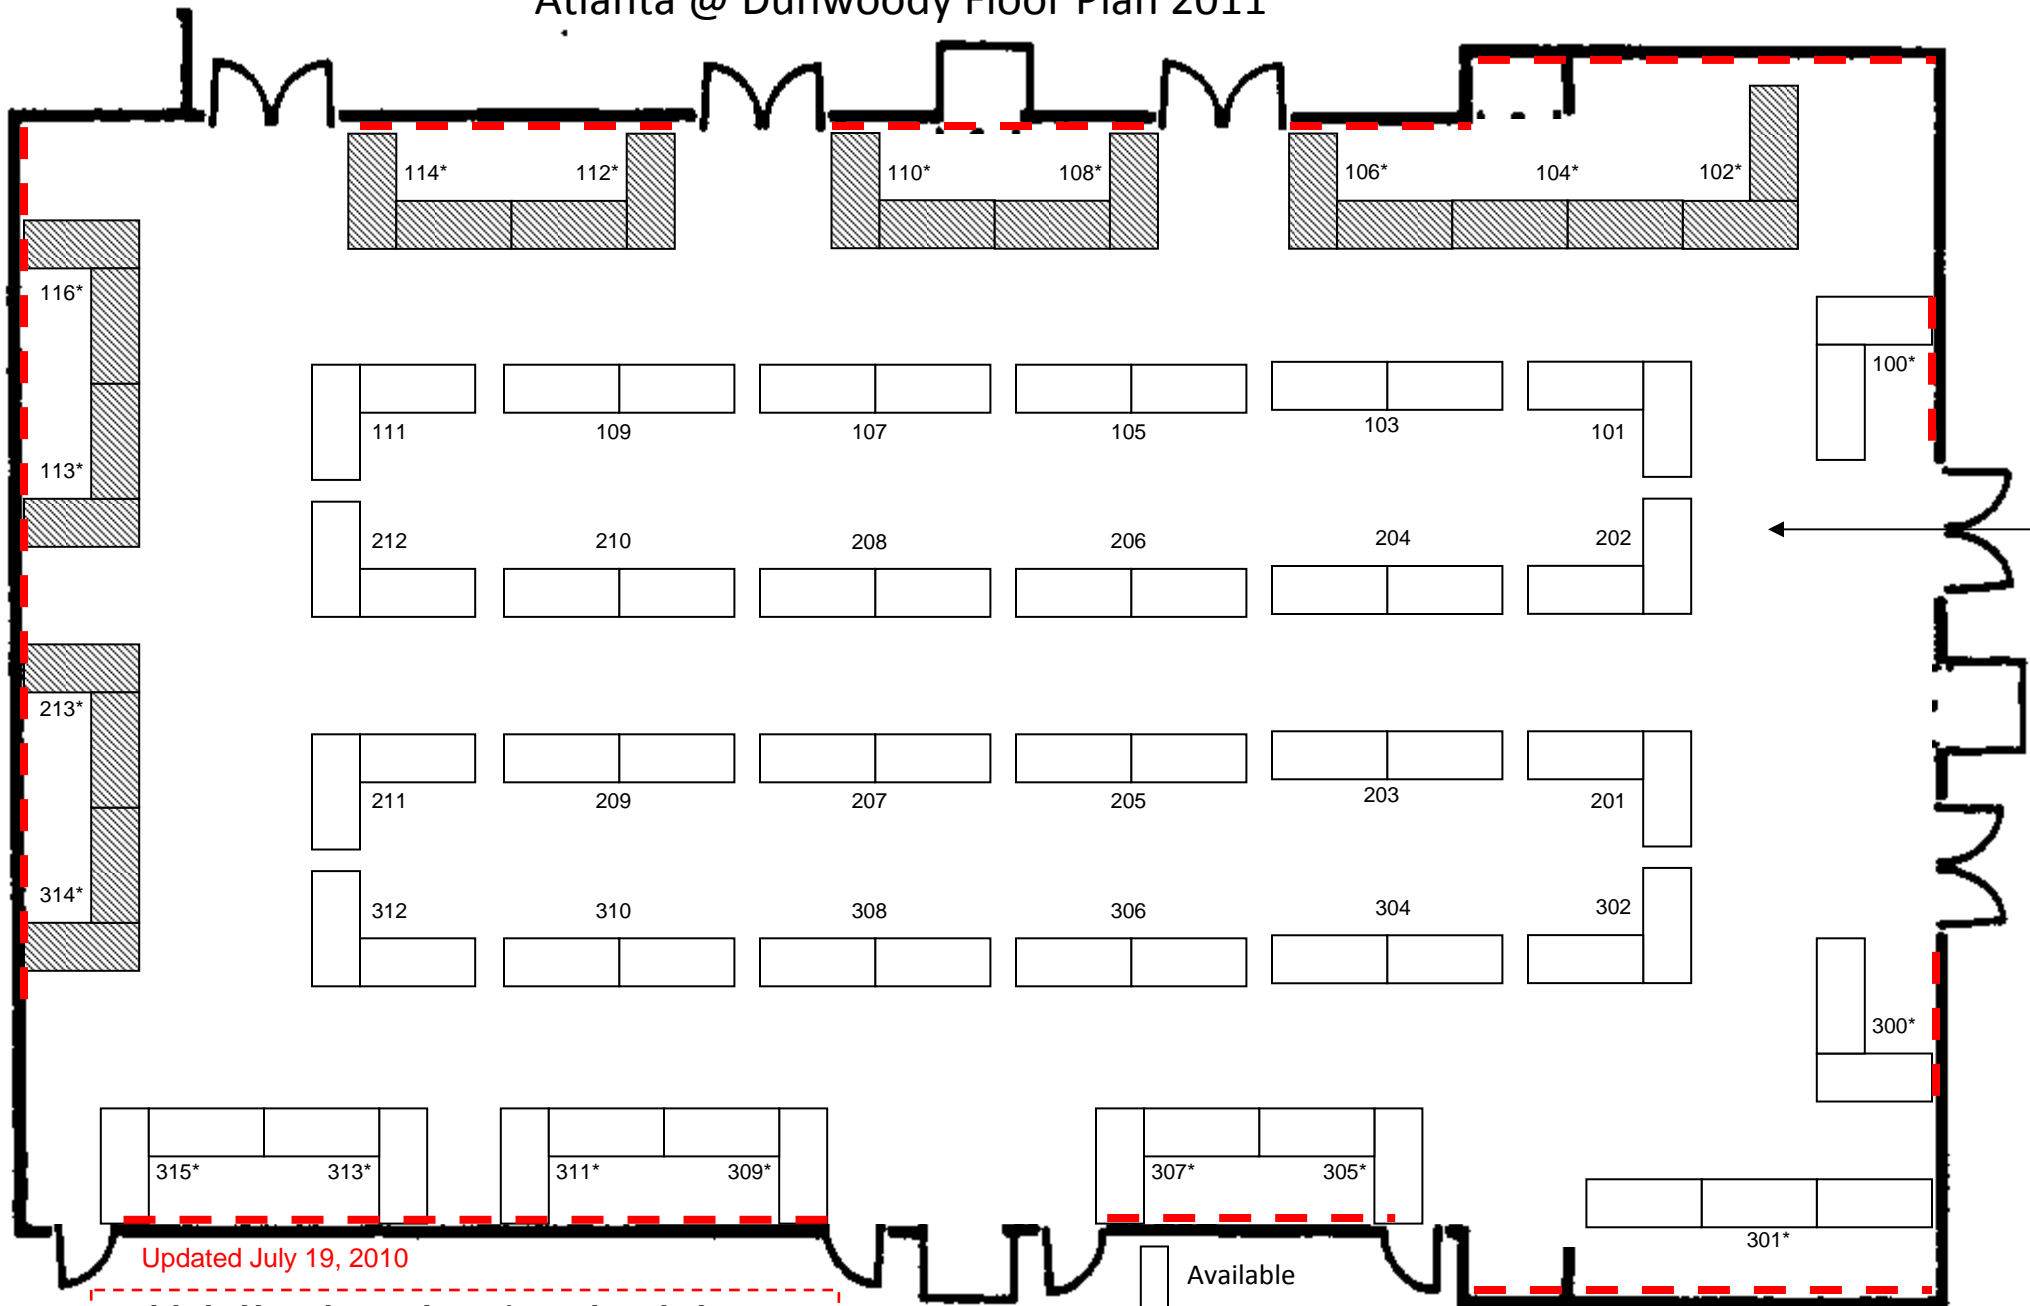 Atlanta @ Dunwoody Floor Plan 2011
114* 112* 110* 108* 106* 104* 102*
116*
100*
113*
111 109 107 105 103 101
212 210 208 206 204 202
213*
211 209 207 205 203 201
314*
312 310 308 306 304 302
300*
315* 313* 311* 309* 307* 305*
301*
Updated July 19, 2010
Available